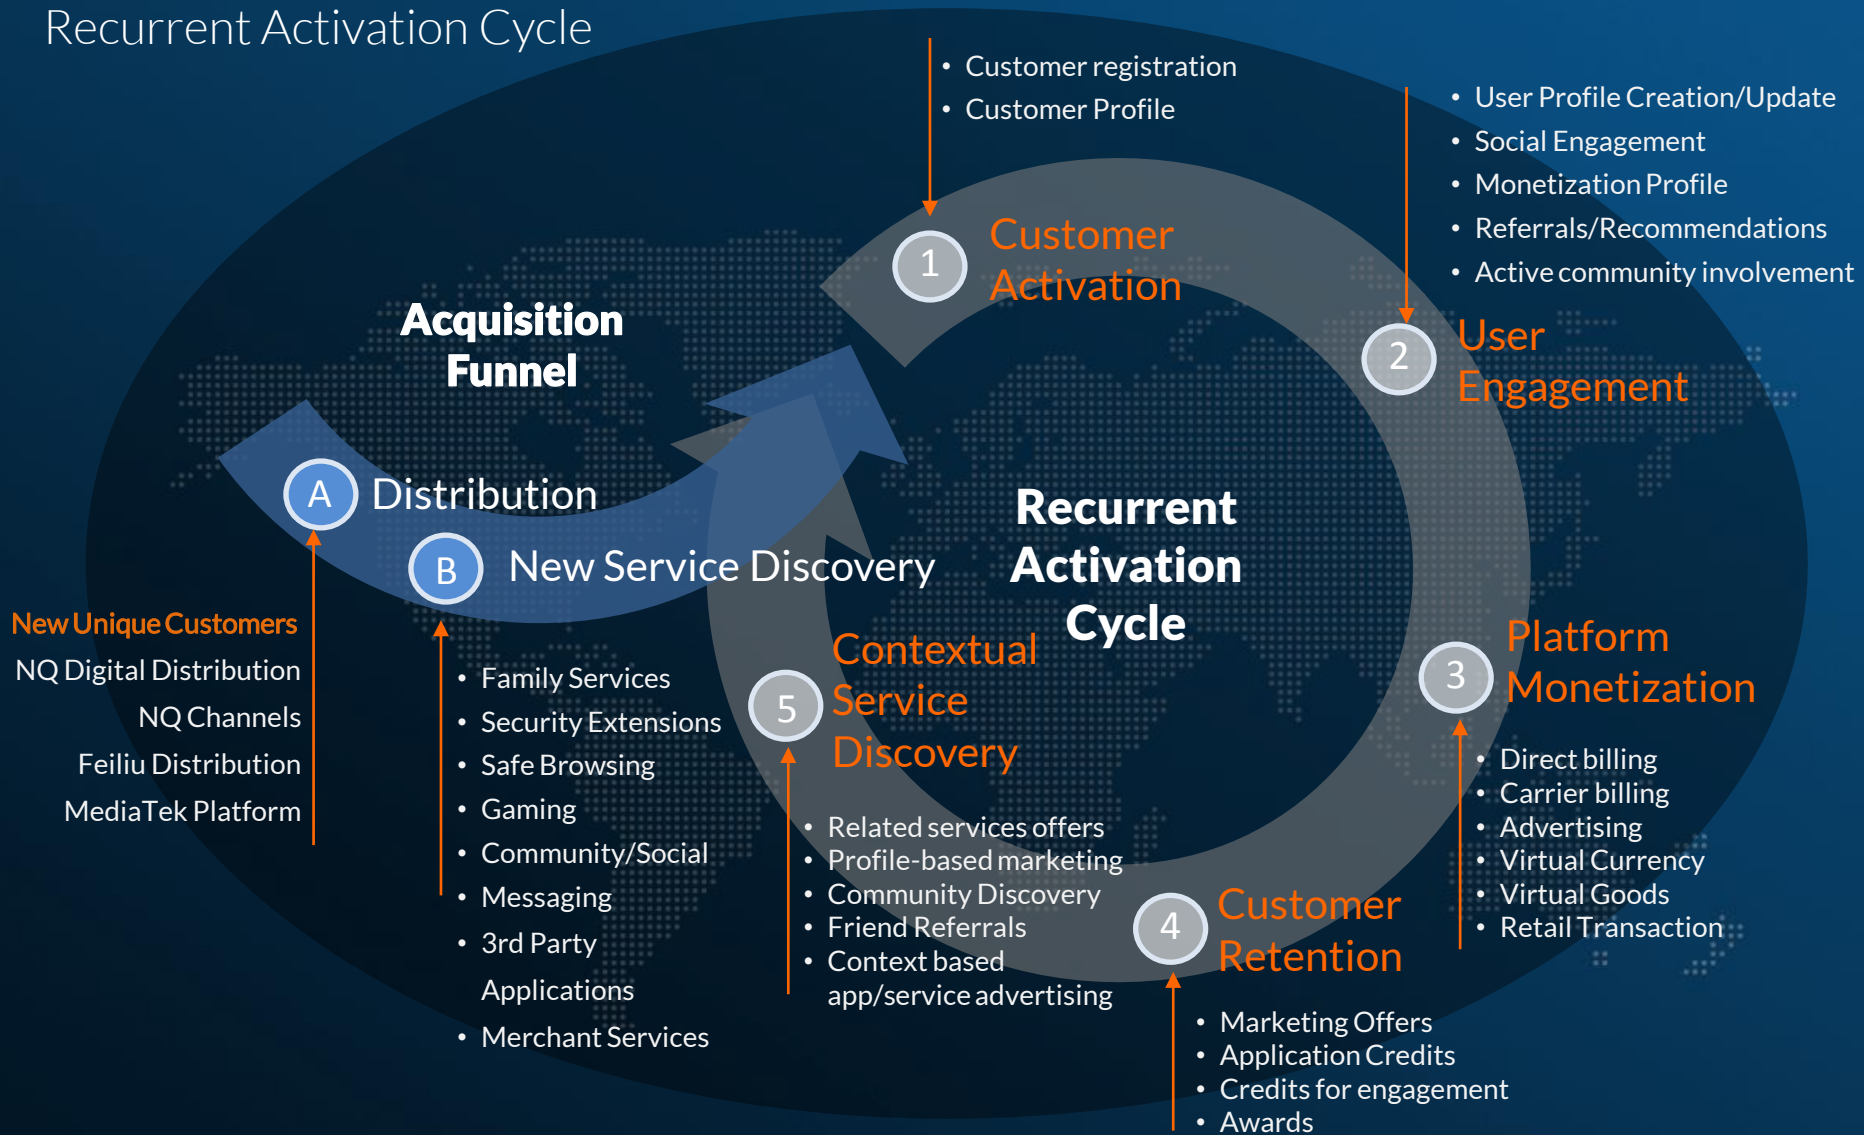 Recurrent Activation Cycle
• Customer registration
• Customer Profile
• User Profile Creation/Update
• Social Engagement
• Monetization Profile
• Referrals/Recommendations
• Active community involvement
1
Customer
Activation
2
User
Engagement
Acquisition
Funnel
A
Distribution
B
New Service Discovery
Recurrent
Activation
Cycle
New Unique Customers
NQ Digital Distribution
NQ Channels
Feiliu Distribution
MediaTek Platform
• Family Services
• Security Extensions
• Safe Browsing
• Gaming
• Community/Social
• Messaging
• 3rd Party
Applications
• Merchant Services
5
Contextual
Service
Discovery
• Related services offers
• Profile-based marketing
• Community Discovery
• Friend Referrals
• Context based
app/service advertising
3
Platform
Monetization
• Direct billing
• Carrier billing
• Advertising
• Virtual Currency
• Virtual Goods
• Retail Transaction
4
Customer
Retention
• Marketing Offers
• Application Credits
• Credits for engagement
• Awards